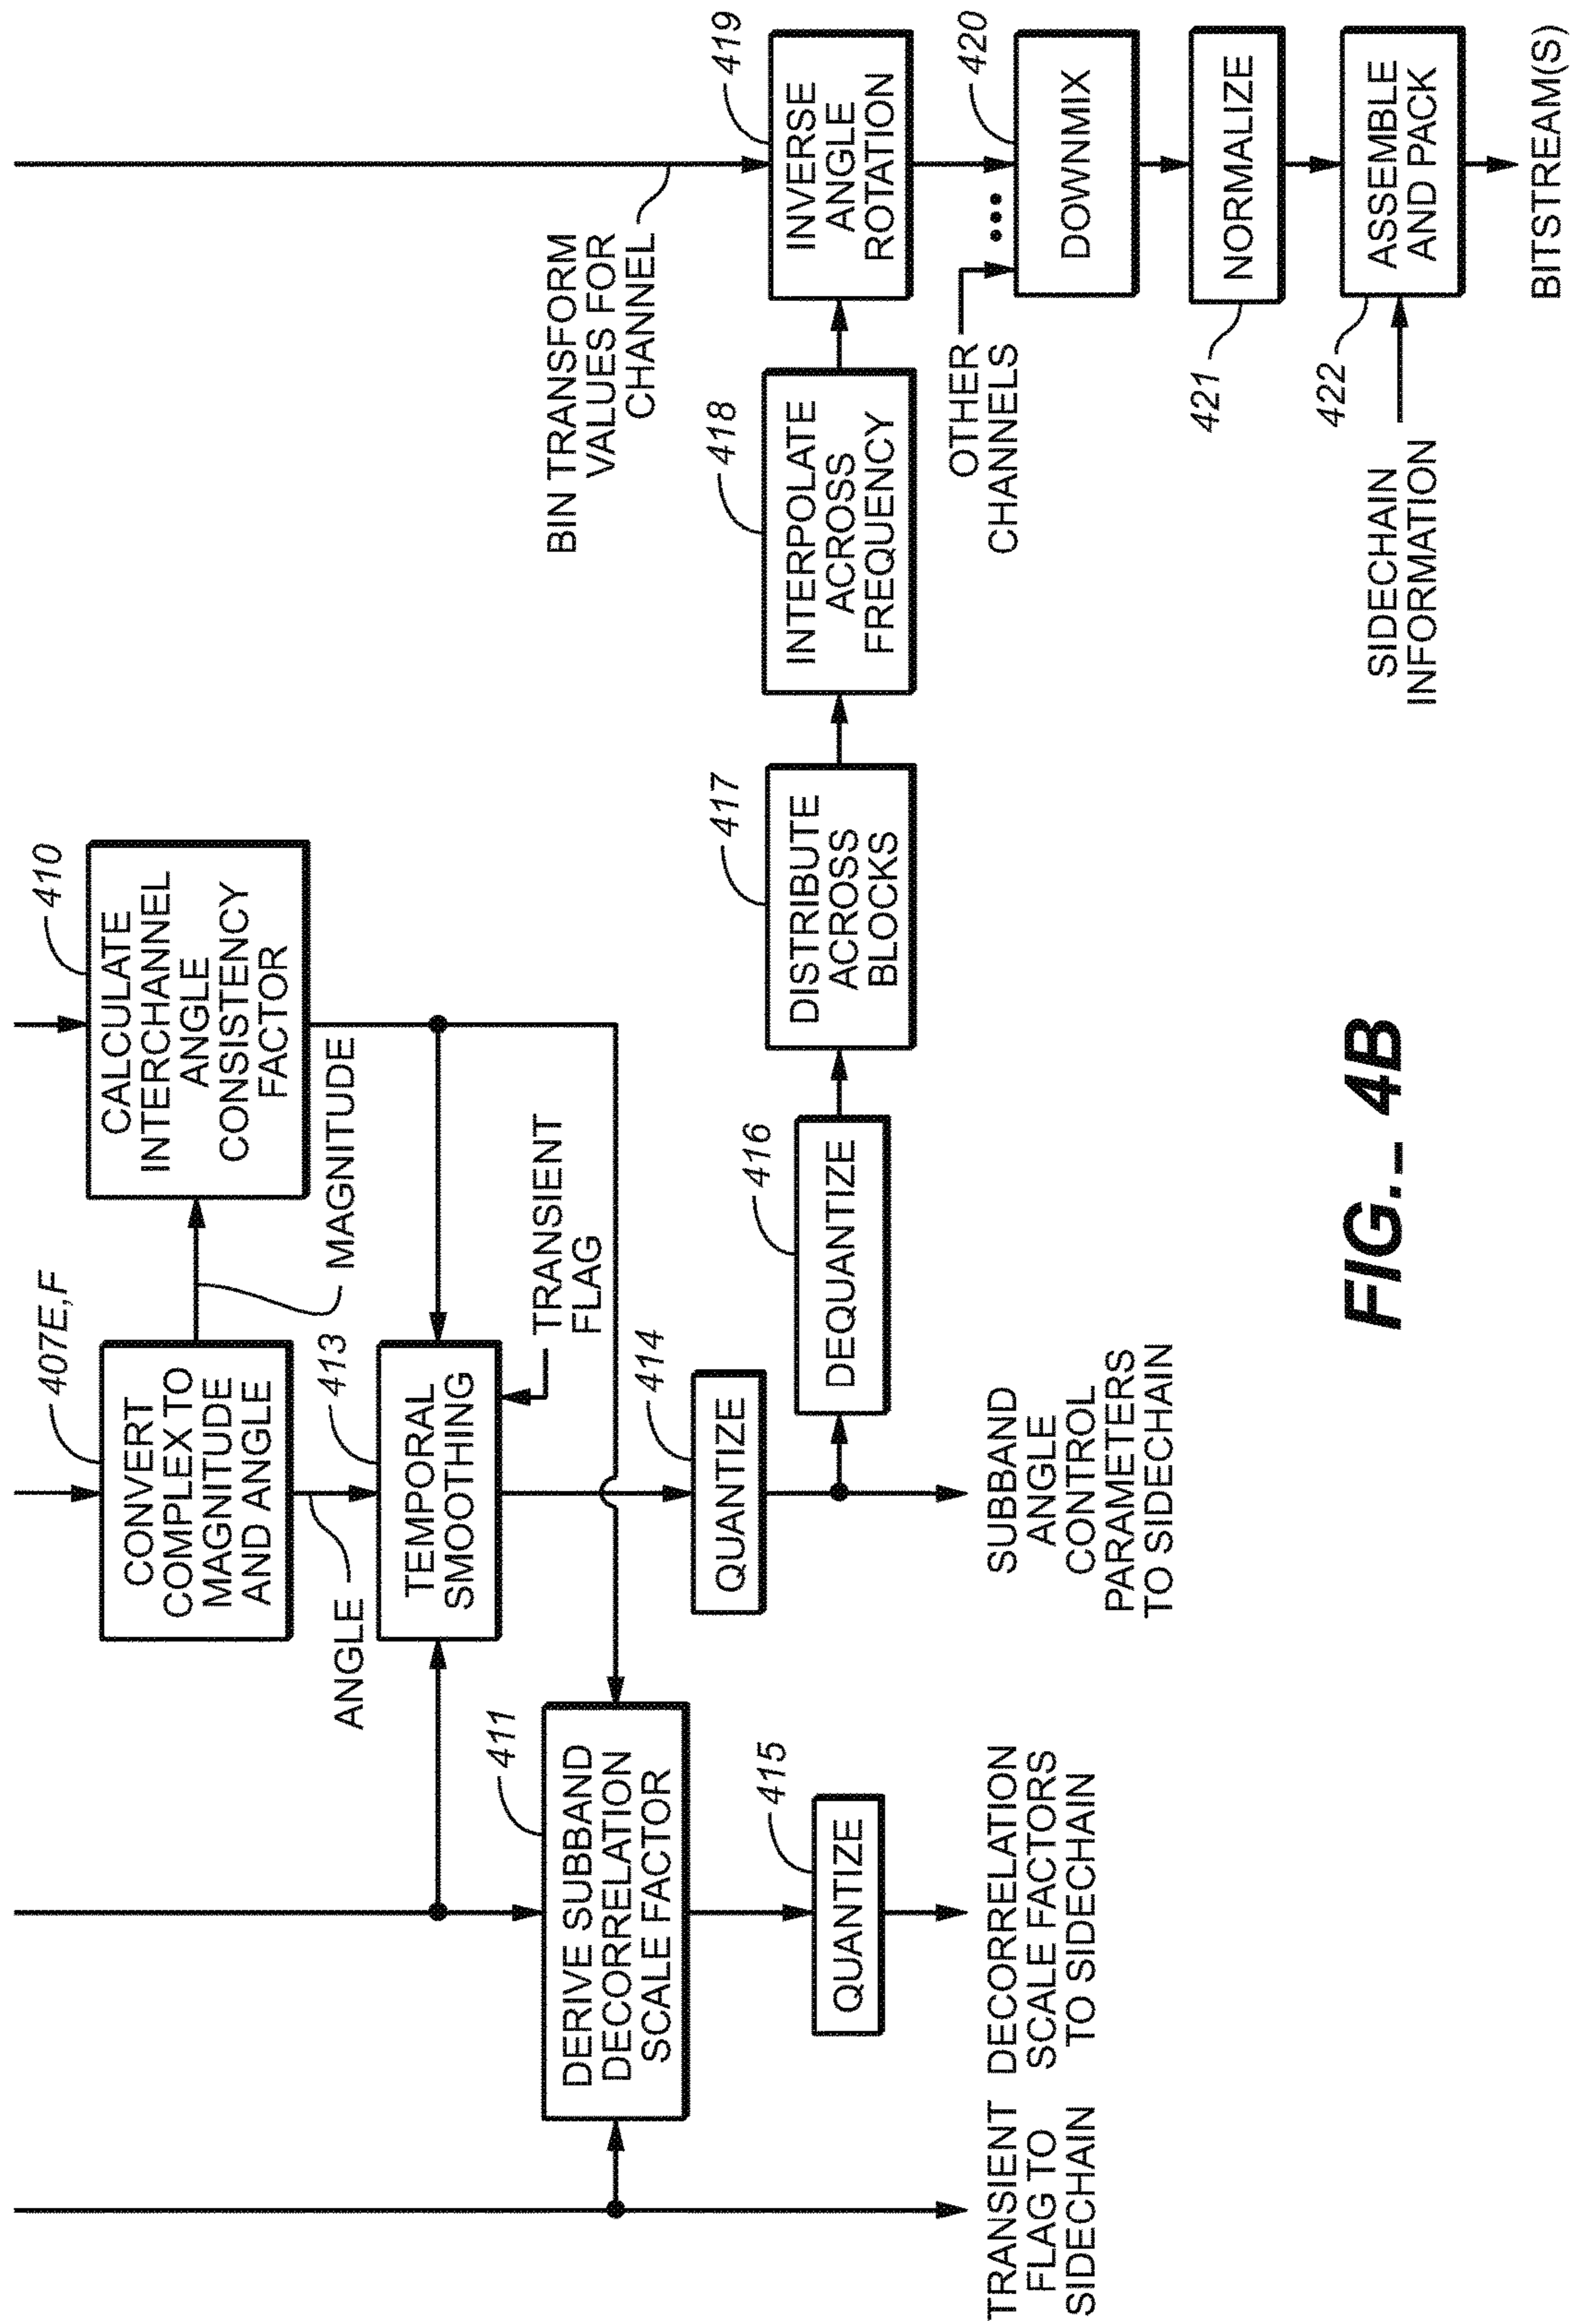 407E,F
CONVERT
COMPLEX TO
MAGNITUDE
AND ANGLE
410
CALCULATE
INTERCHANNEL
ANGLE
CONSISTENCY
FACTOR
ANGLE
MAGNITUDE
413
TEMPORAL
SMOOTHING
TRANSIENT
FLAG
411
DERIVE SUBBAND
DECORRELATION
SCALE FACTOR
414
QUANTIZE
415
QUANTIZE
416
DEQUANTIZE
417
DISTRIBUTE
ACROSS
BLOCKS
418
INTERPOLATE
ACROSS
FREQUENCY
BIN TRANSFORM
VALUES FOR
CHANNEL
419
INVERSE
ANGLE
ROTATION
TRANSIENT
FLAG TO
SIDECHAIN
DECORRELATION
SCALE FACTORS
TO SIDECHAIN
SUBBAND
ANGLE
CONTROL
PARAMETERS
TO SIDECHAIN
OTHER
CHANNELS
420
DOWNMIX
421
NORMALIZE
422
ASSEMBLE
AND PACK
SIDECHAIN
INFORMATION
BITSTREAM(S)
FIG._ 4B